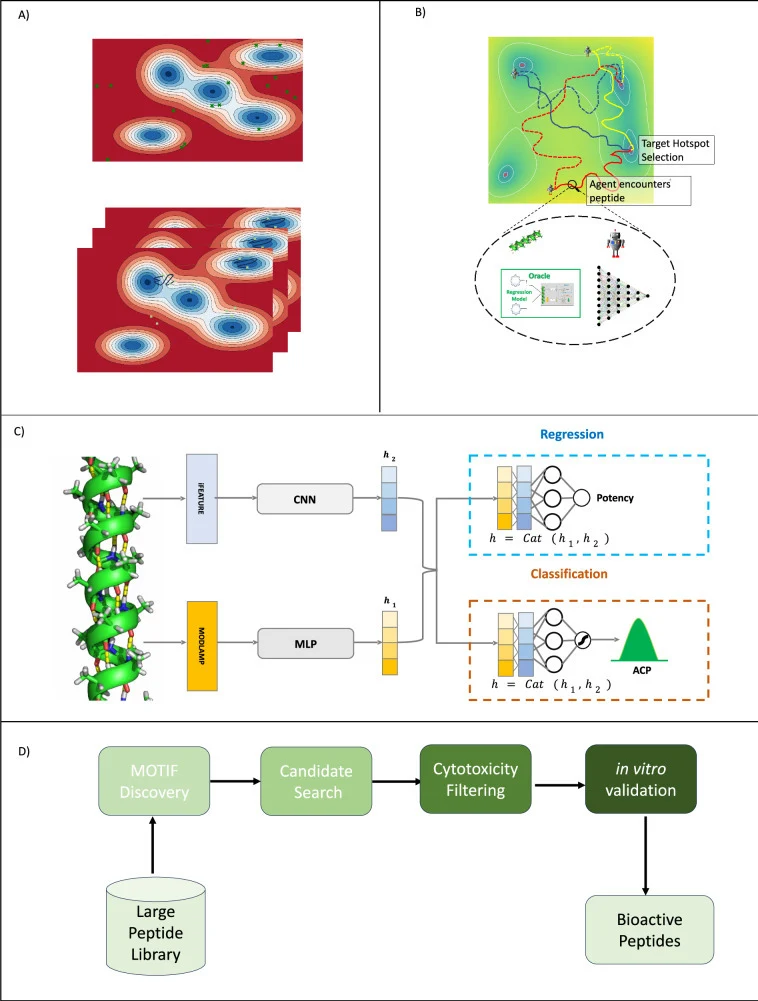 A)
B)
Target Hotspot
Selection
Agent encounters
peptide
Oracle
Regression
Model
C)
Regression
iFEATURE
CNN
h2
Potency
h = Cat (h1, h2)
Classification
MODLAMP
MLP
h1
ACP
h = Cat (h1, h2)
D)
MOTIF
Discovery
Candidate
Search
Cytotoxicity
Filtering
in vitro
validation
Large
Peptide
Library
Bioactive
Peptides